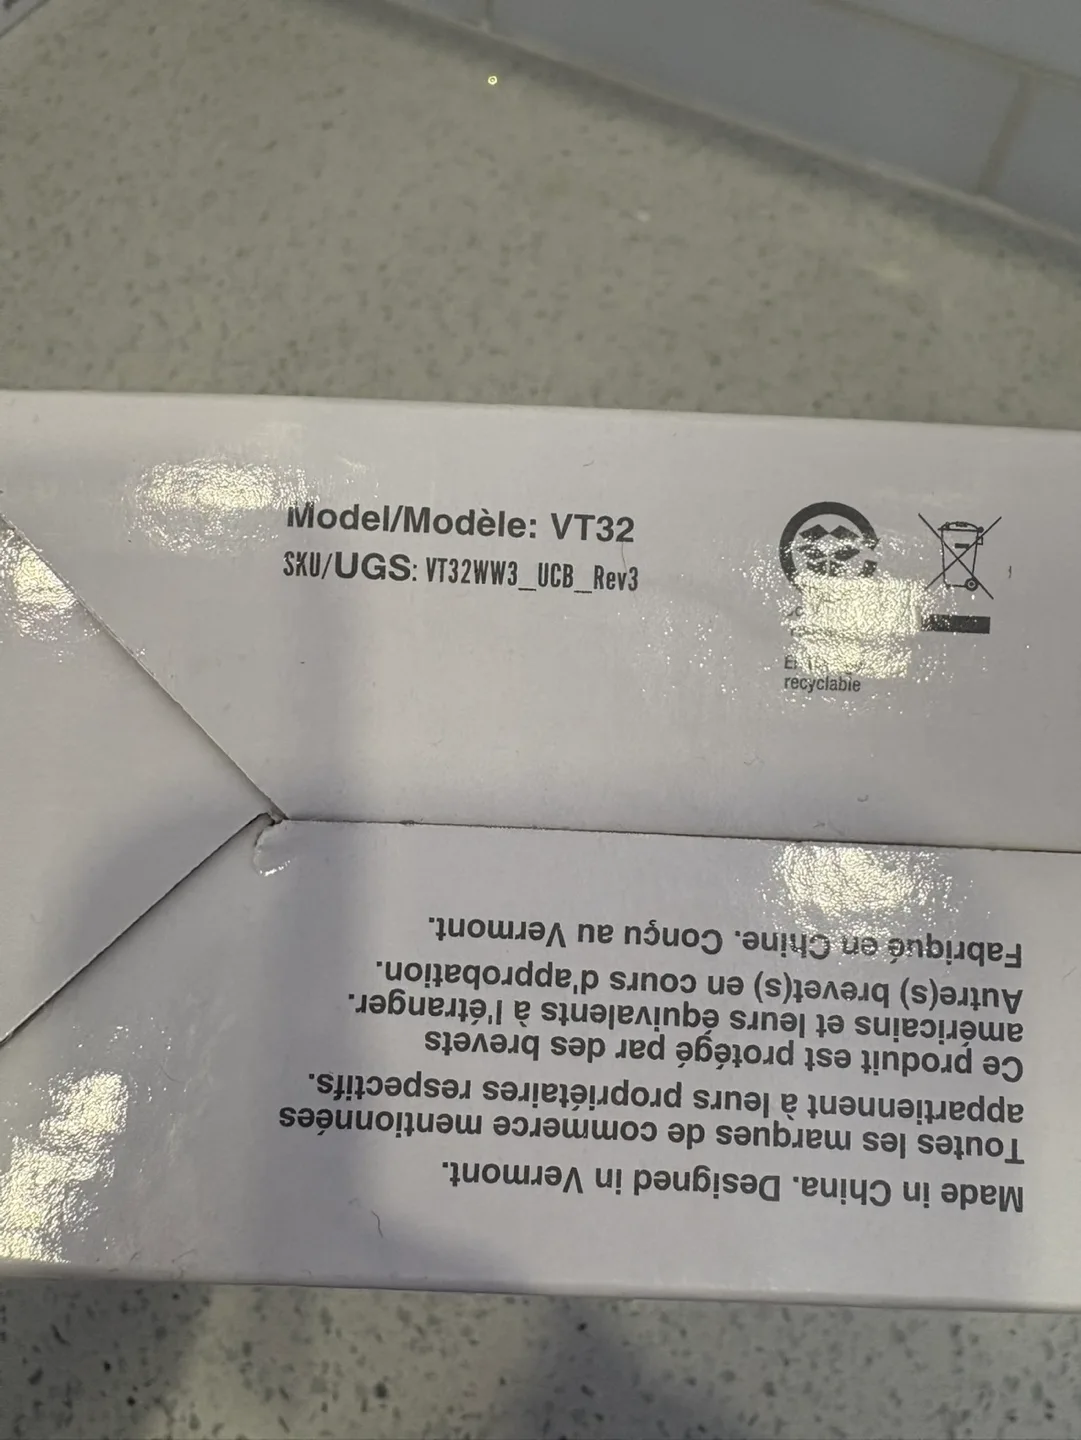 Model/Modèle: VT32
SKU/UGS: VT32WW3_UCB_Rev3
recyclable
Made in China. Designed in Vermont.
Toutes les marques de commerce mentionnées
appartiennent à leurs propriétaires respectifs.
Ce produit est protégé par des brevets
américains et leurs équivalents à l'étranger.
Autre(s) brevet(s) en cours d'approbation.
Fabriqué en Chine. Conçu au Vermont.